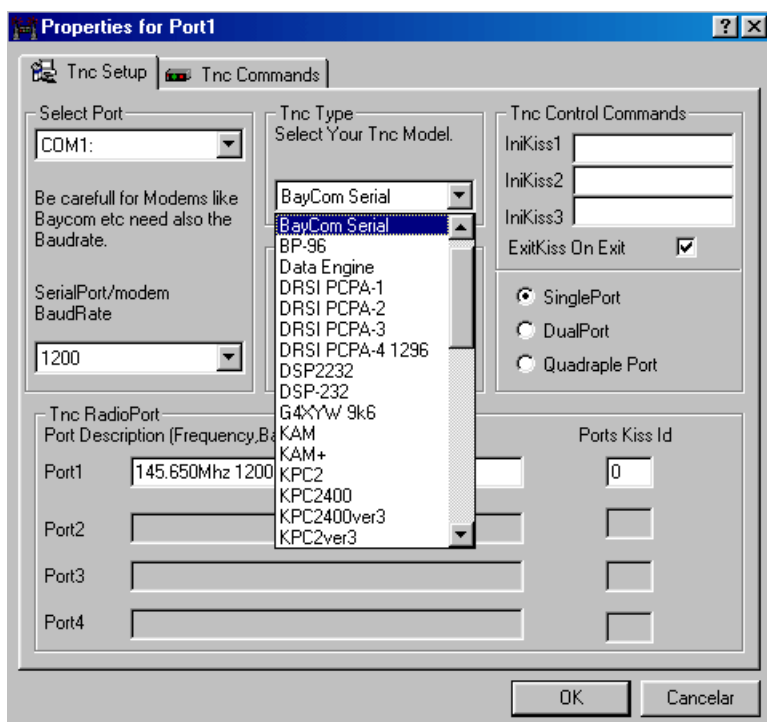 Properties for Port1
Tnc Setup
Tnc Commands
Select Port
COM1:
Be carefull for Modems like
Baycom etc need also the
Baudrate.
SerialPort/modem
BaudRate
1200
Tnc Type
Select Your Tnc Model.
BayCom Serial
BayCom Serial
BP-96
Data Engine
DRSI PCPA-1
DRSI PCPA-2
DRSI PCPA-3
DRSI PCPA-4 1296
DSP2232
DSP-232
G4XYW 9k6
KAM
KAM+
KPC2
KPC2400
KPC2400ver3
KPC2ver3
Tnc Control Commands
IniKiss1
IniKiss2
IniKiss3
ExitKiss On Exit
SinglePort
DualPort
Quadraple Port
Tnc RadioPort
Port Description (Frequency,Ba
Ports Kiss Id
Port1
145.650Mhz 1200
0
Port2
Port3
Port4
OK
Cancelar